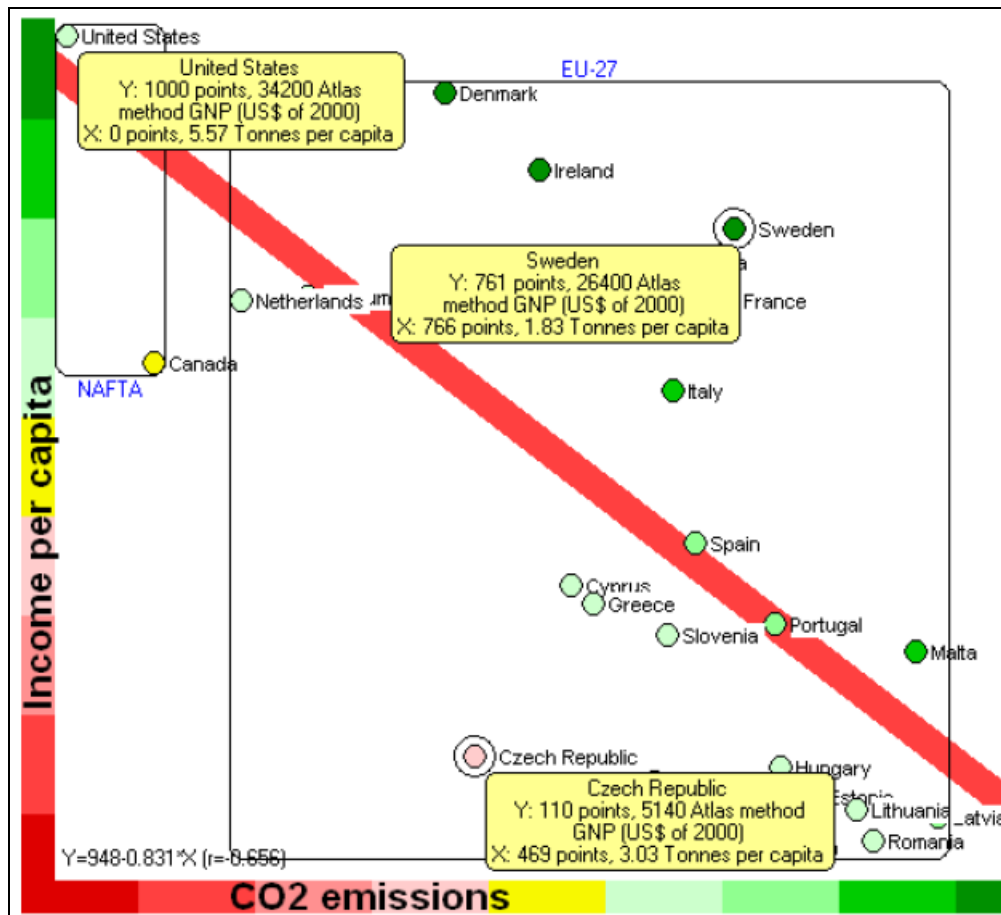 United States
United States
Y: 1000 points, 34200 Atlas
method GNP (US$ of 2000)
X: 0 points, 5.57 Tonnes per capita
EU-27
Denmark
Ireland
Sweden
Sweden
Y: 761 points, 26400 Atlas
method GNP (US$ of 2000)
X: 766 points, 1.83 Tonnes per capita
Netherlands
France
Canada
NAFTA
Italy
Income per capita
Spain
Cyprus
Greece
Slovenia
Portugal
Malta
Czech Republic
Hungary
Czech Republic
Y: 110 points, 5140 Atlas method
GNP (US$ of 2000)
X: 469 points, 3.03 Tonnes per capita
Estonia
Lithuania
Romania
Y=948-0.831*X (r=-0.656)
CO2 emissions